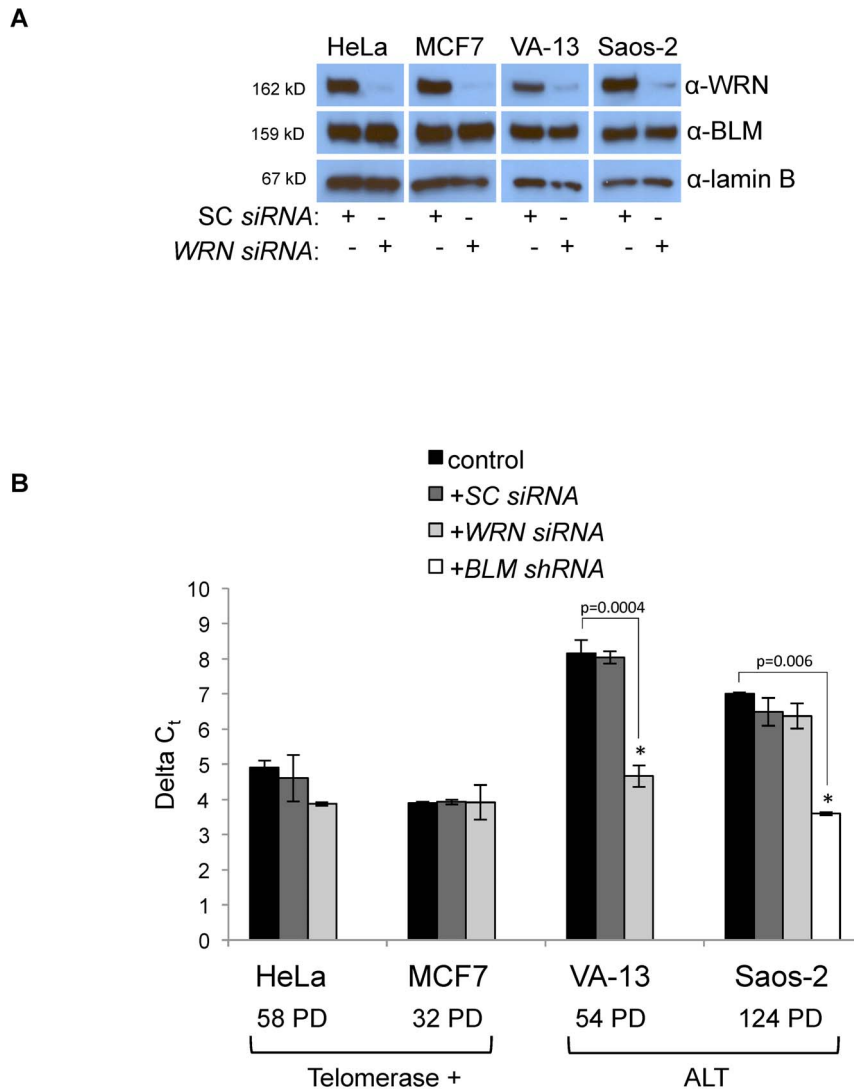 A
HeLa MCF7 VA-13 Saos-2
162 kD α-WRN
159 kD α-BLM
67 kD α-lamin B
SC siRNA: + - + - + - + -
WRN siRNA: - + - + - + - +
B
control
+SC siRNA
+WRN siRNA
+BLM shRNA
Delta Ct
10
9
8
7
6
5
4
3
2
1
0
p=0.0004
*
p=0.006
*
HeLa MCF7 VA-13 Saos-2
58 PD 32 PD 54 PD 124 PD
Telomerase + ALT